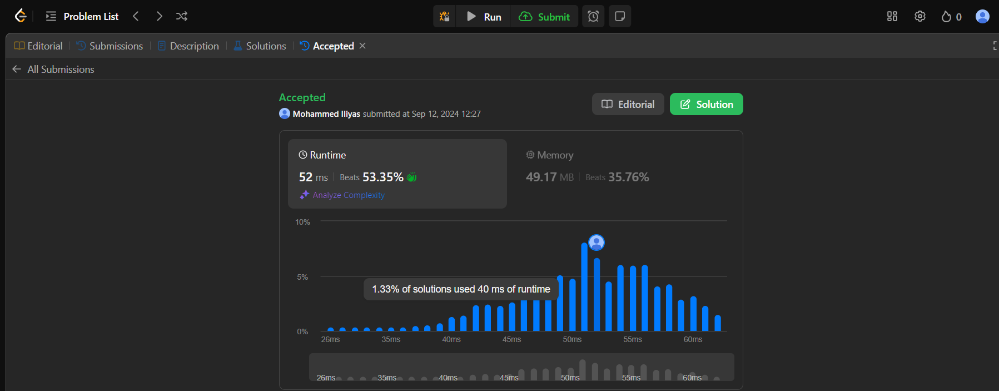 Problem List Run Submit 0
Editorial Submissions Description Solutions Accepted
All Submissions
Accepted
Mohammed Iliyas submitted at Sep 12, 2024 12:27
Editorial Solution
Runtime
52 ms Beats 53.35%
Analyze Complexity
Memory
49.17 MB Beats 35.76%
10%
5%
1.33% of solutions used 40 ms of runtime
0%
26ms 35ms 40ms 45ms 50ms 55ms 60ms
26ms 35ms 40ms 45ms 50ms 55ms 60ms